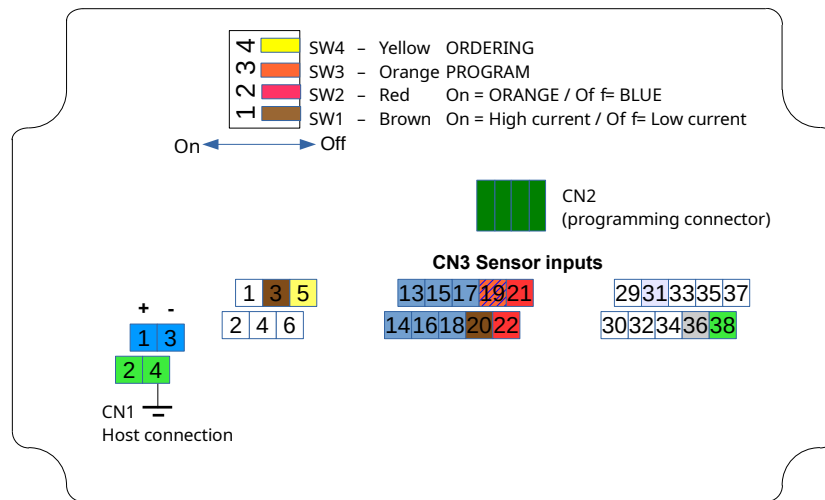 4 SW4 – Yellow ORDERING
3 SW3 – Orange PROGRAM
2 SW2 – Red On = ORANGE / Of f= BLUE
1 SW1 – Brown On = High current / Of f= Low current
On Off
CN2
(programming connector)
CN3 Sensor inputs
1 3 5
13 15 17 19 21
29 31 33 35 37
2 4 6
14 16 18 20 22
30 32 34 36 38
+ -
1 3
2 4
CN1
Host connection